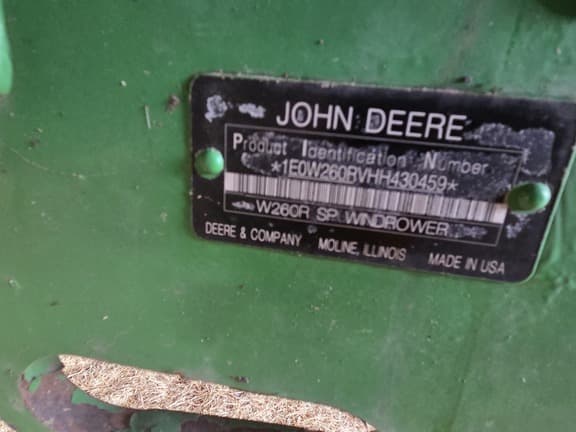 JOHN DEERE
Product Identification Number
*1E0W260RVHH430459*
W260R SP WINDROWER
DEERE & COMPANY MOLINE, ILLINOIS MADE IN USA